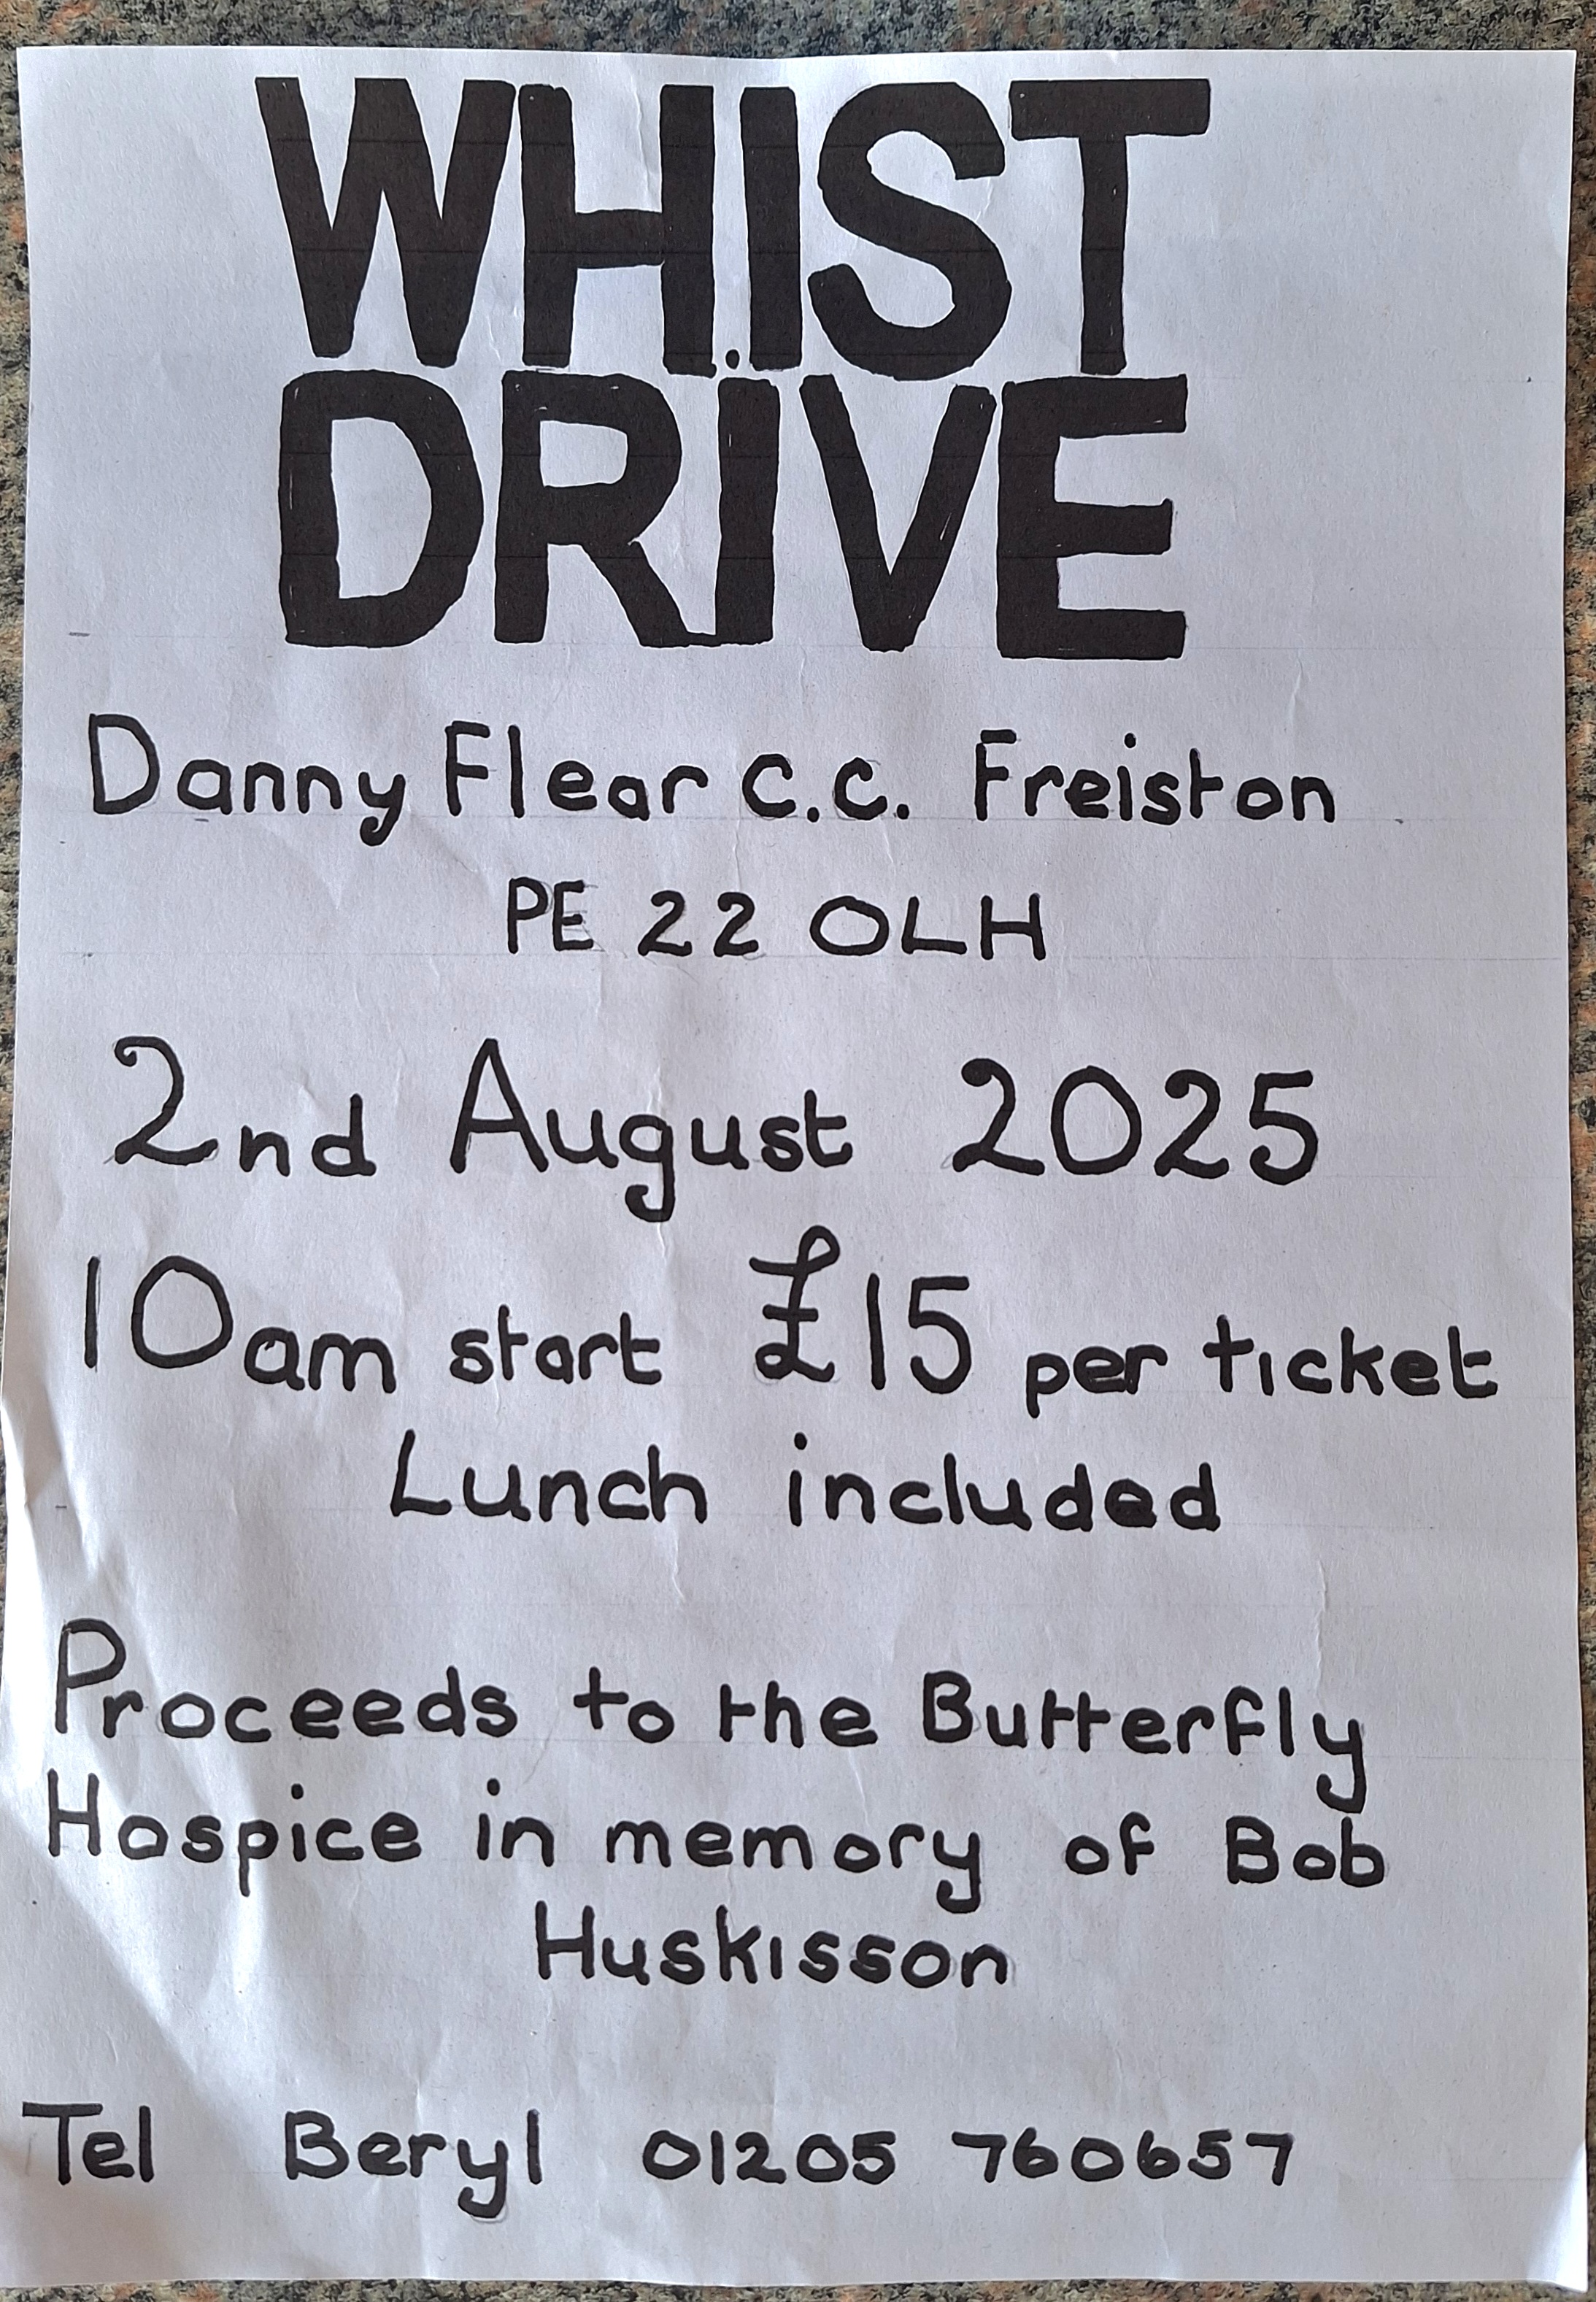 WHIST
DRIVE
Danny Flear C.C. Freiston
PE 22 OLH
2nd August 2025
10am start £15 per ticket
Lunch included
Proceeds to the Butterfly
Hospice in memory of Bob
Huskisson
Tel Beryl 01205 760657